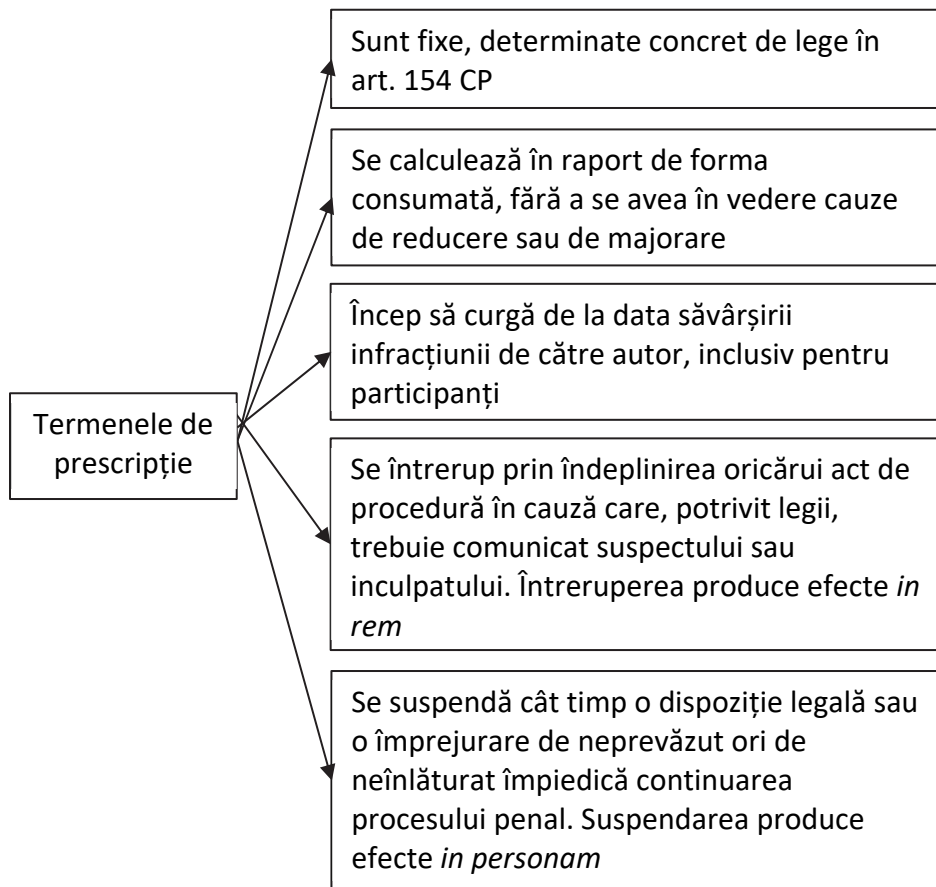 Sunt fixe, determinate concret de lege în
art. 154 CP
Se calculează în raport de forma
consumată, fără a se avea în vedere cauze
de reducere sau de majorare
Încep să curgă de la data săvârșirii
infracțiunii de către autor, inclusiv pentru
participanți
Termenele de
prescripție
Se întrerup prin îndeplinirea oricărui act de
procedură în cauză care, potrivit legii,
trebuie comunicat suspectului sau
inculpatului. Întreruperea produce efecte in
rem
Se suspendă cât timp o dispoziție legală sau
o împrejurare de neprevăzut ori de
neînlăturat împiedică continuarea
procesului penal. Suspendarea produce
efecte in personam